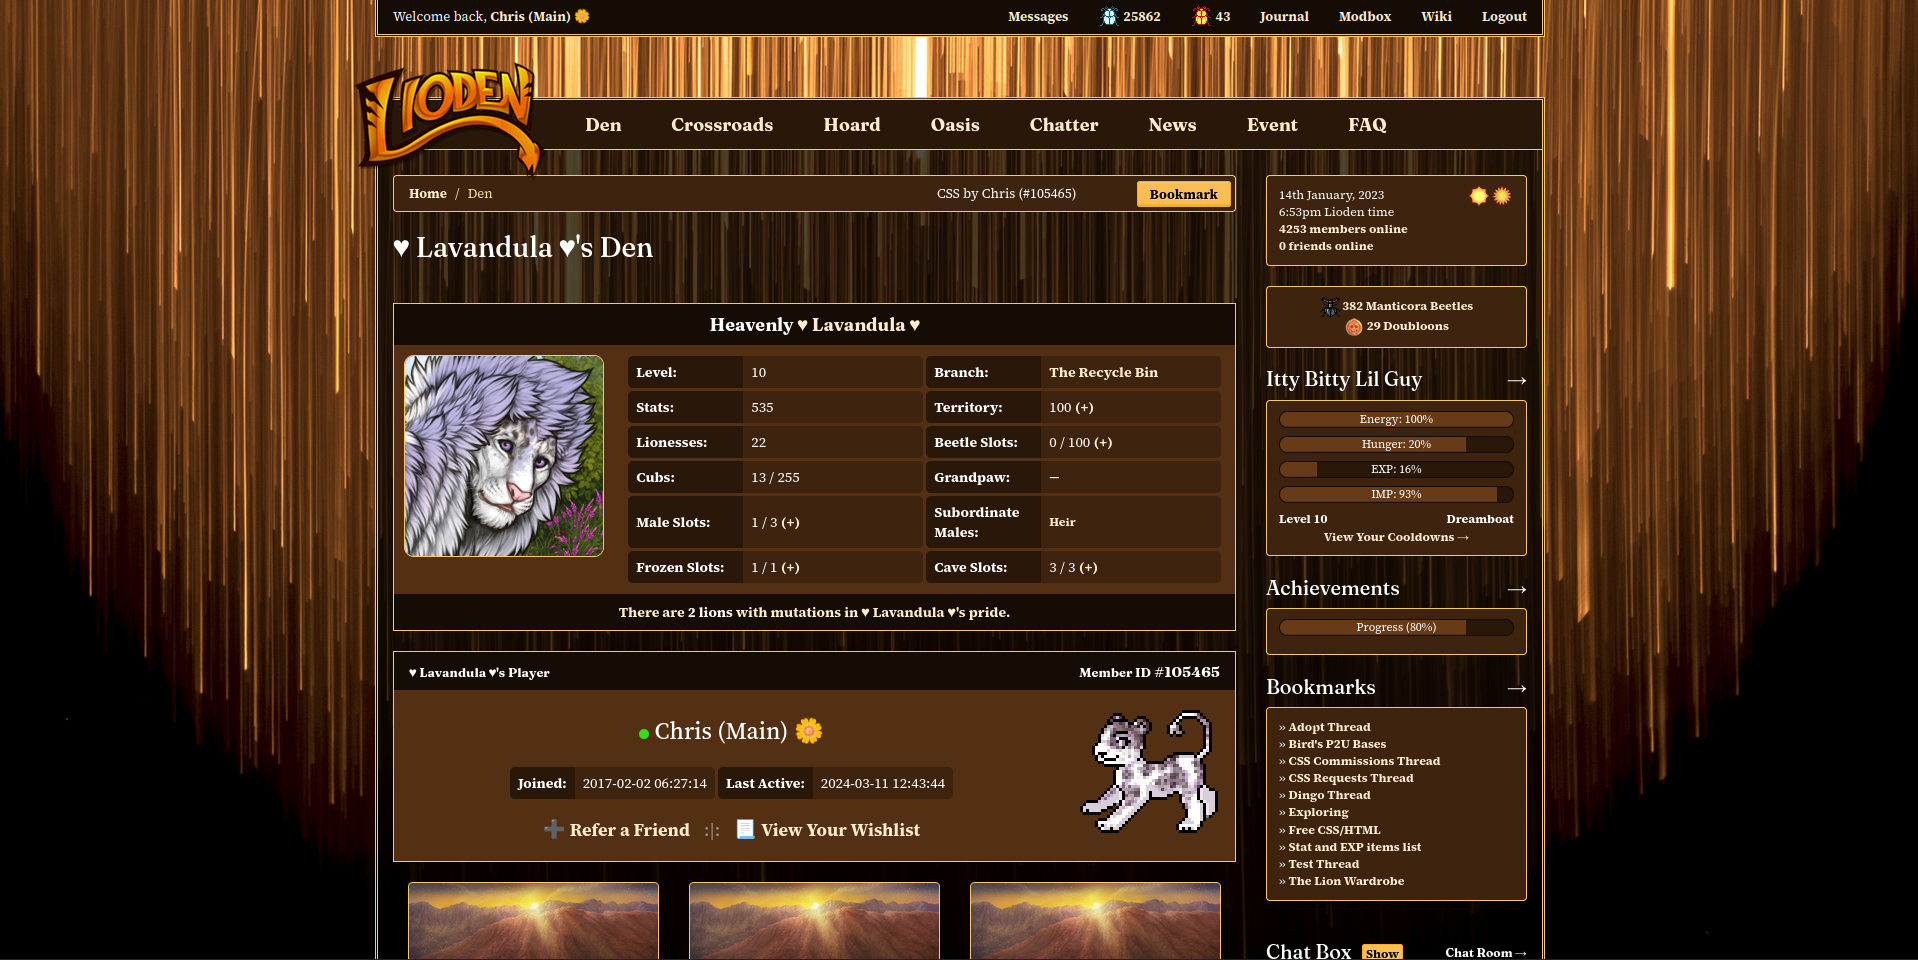 Welcome back, Chris (Main) 🌼
Messages 25862 43 Journal Modbox Wiki Logout
LIODEN
Den Crossroads Hoard Oasis Chatter News Event FAQ
Home / Den CSS by Chris (#105465) Bookmark
♥ Lavandula ♥'s Den
Heavenly ♥ Lavandula ♥
Level: 10 Branch: The Recycle Bin
Stats: 535 Territory: 100 (+)
Lionesses: 22 Beetle Slots: 0 / 100 (+)
Cubs: 13 / 255 Grandpaw: —
Male Slots: 1 / 3 (+) Subordinate Males: Heir
Frozen Slots: 1 / 1 (+) Cave Slots: 3 / 3 (+)
There are 2 lions with mutations in ♥ Lavandula ♥'s pride.
♥ Lavandula ♥'s Player Member ID #105465
Chris (Main) 🌼
Joined: 2017-02-02 06:27:14 Last Active: 2024-03-11 12:43:44
➕ Refer a Friend :|: 📃 View Your Wishlist
14th January, 2023
6:53pm Lioden time
4253 members online
0 friends online
382 Manticora Beetles
29 Doubloons
Itty Bitty Lil Guy →
Energy: 100%
Hunger: 20%
EXP: 16%
IMP: 93%
Level 10 Dreamboat
View Your Cooldowns →
Achievements →
Progress (80%)
Bookmarks →
» Adopt Thread
» Bird's P2U Bases
» CSS Commissions Thread
» CSS Requests Thread
» Dingo Thread
» Exploring
» Free CSS/HTML
» Stat and EXP items list
» Test Thread
» The Lion Wardrobe
Chat Box Show Chat Room →